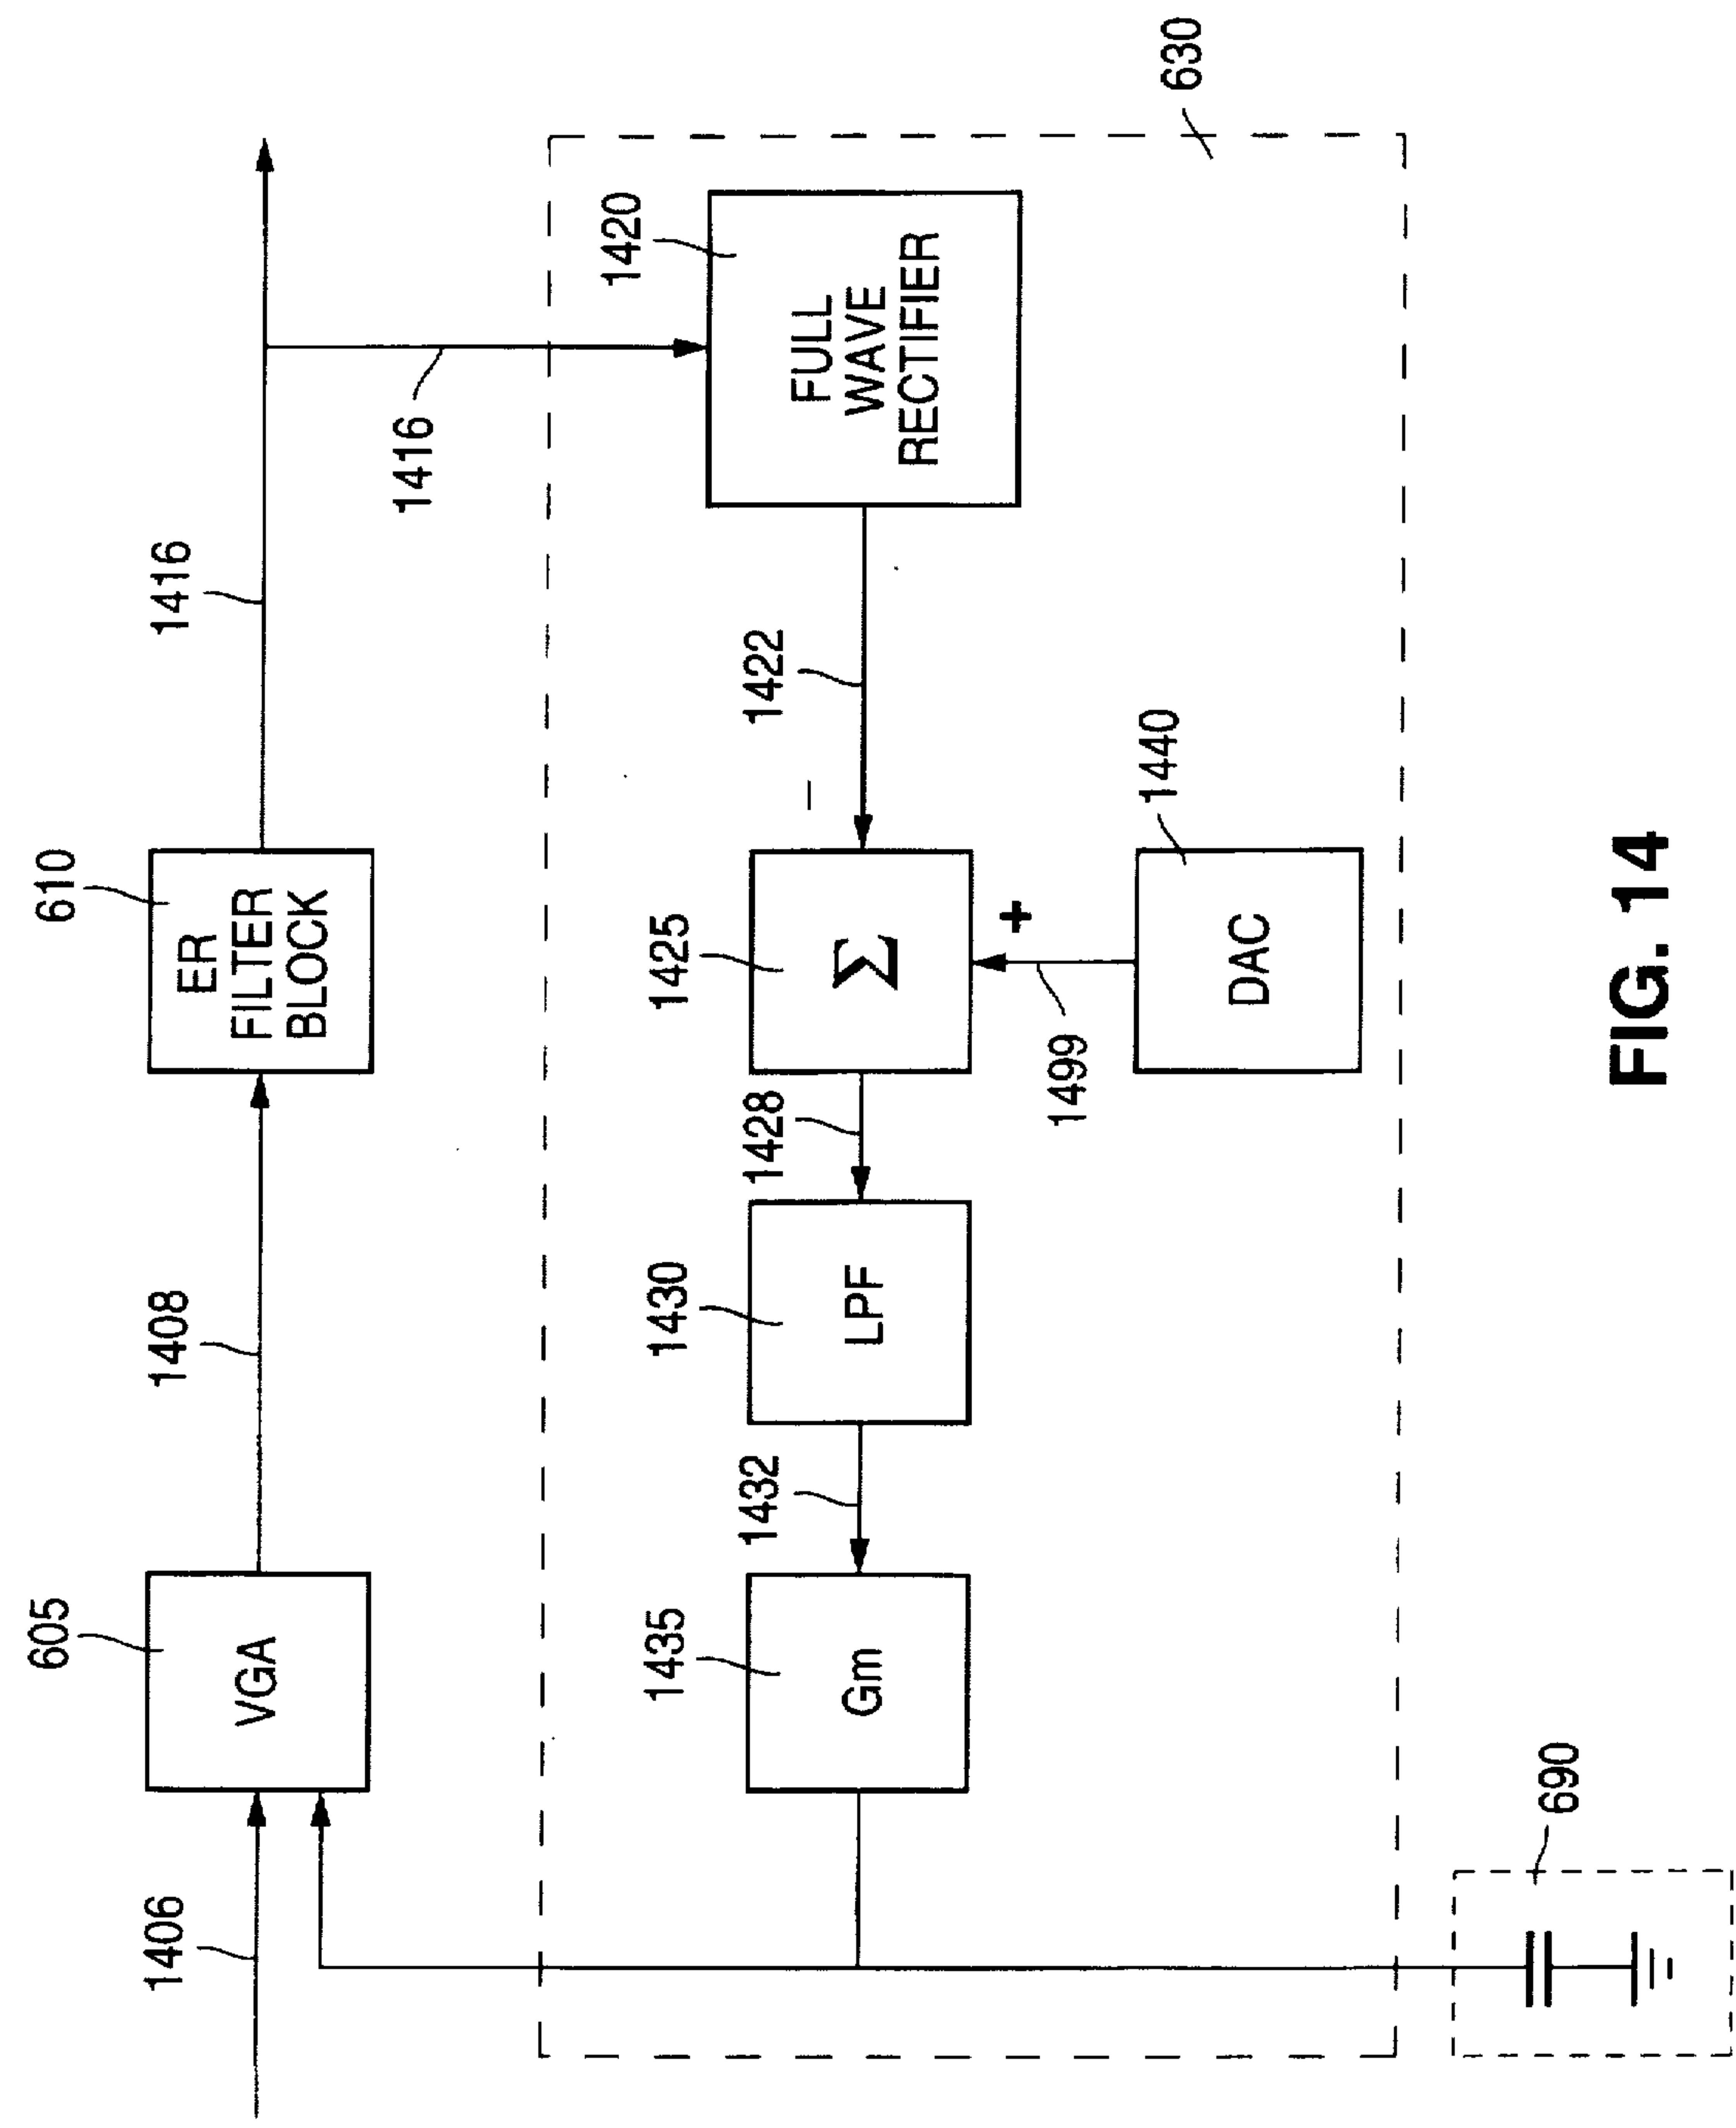 1406
605
VGA
1408
610
ER
FILTER
BLOCK
1416
1416
630
1435
Gm
1432
1430
LPF
1428
1425
Σ
–
1422
1420
FULL
WAVE
RECTIFIER
+
1499
1440
DAC
690
FIG. 14